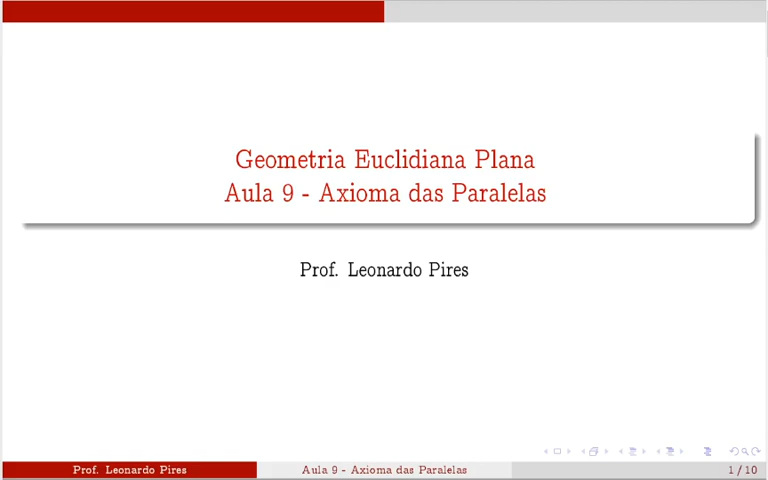 Geometria Euclidiana Plana
Aula 9 - Axioma das Paralelas
Prof. Leonardo Pires
Prof. Leonardo Pires Aula 9 - Axioma das Paralelas 1 / 10